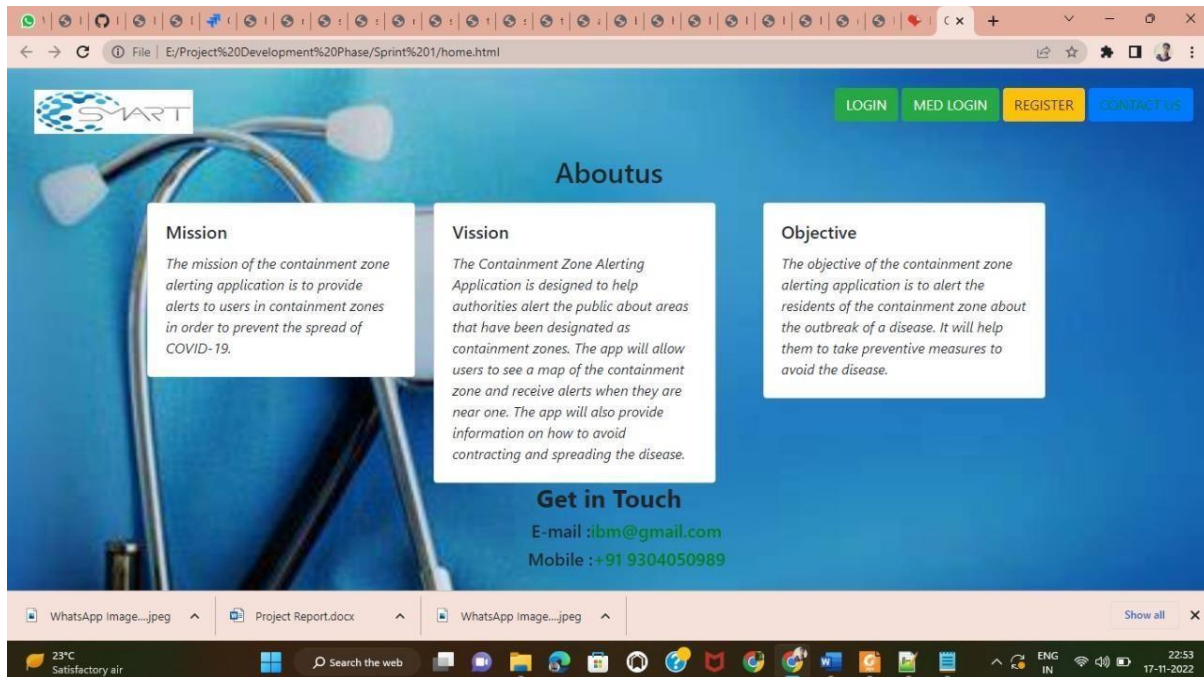 File | E:/Project%20Development%20Phase/Sprint%201/home.html
SMART
LOGIN
MED LOGIN
REGISTER
CONTACT US
Aboutus
Mission
The mission of the containment zone
alerting application is to provide
alerts to users in containment zones
in order to prevent the spread of
COVID-19.
Vission
The Containment Zone Alerting
Application is designed to help
authorities alert the public about areas
that have been designated as
containment zones. The app will allow
users to see a map of the containment
zone and receive alerts when they are
near one. The app will also provide
information on how to avoid
contracting and spreading the disease.
Objective
The objective of the containment zone
alerting application is to alert the
residents of the containment zone about
the outbreak of a disease. It will help
them to take preventive measures to
avoid the disease.
Get in Touch
E-mail :ibm@gmail.com
Mobile :+91 9304050989
WhatsApp Image....jpeg
Project Report.docx
WhatsApp Image....jpeg
Show all
23°C
Satisfactory air
Search the web
ENG
IN
22:53
17-11-2022